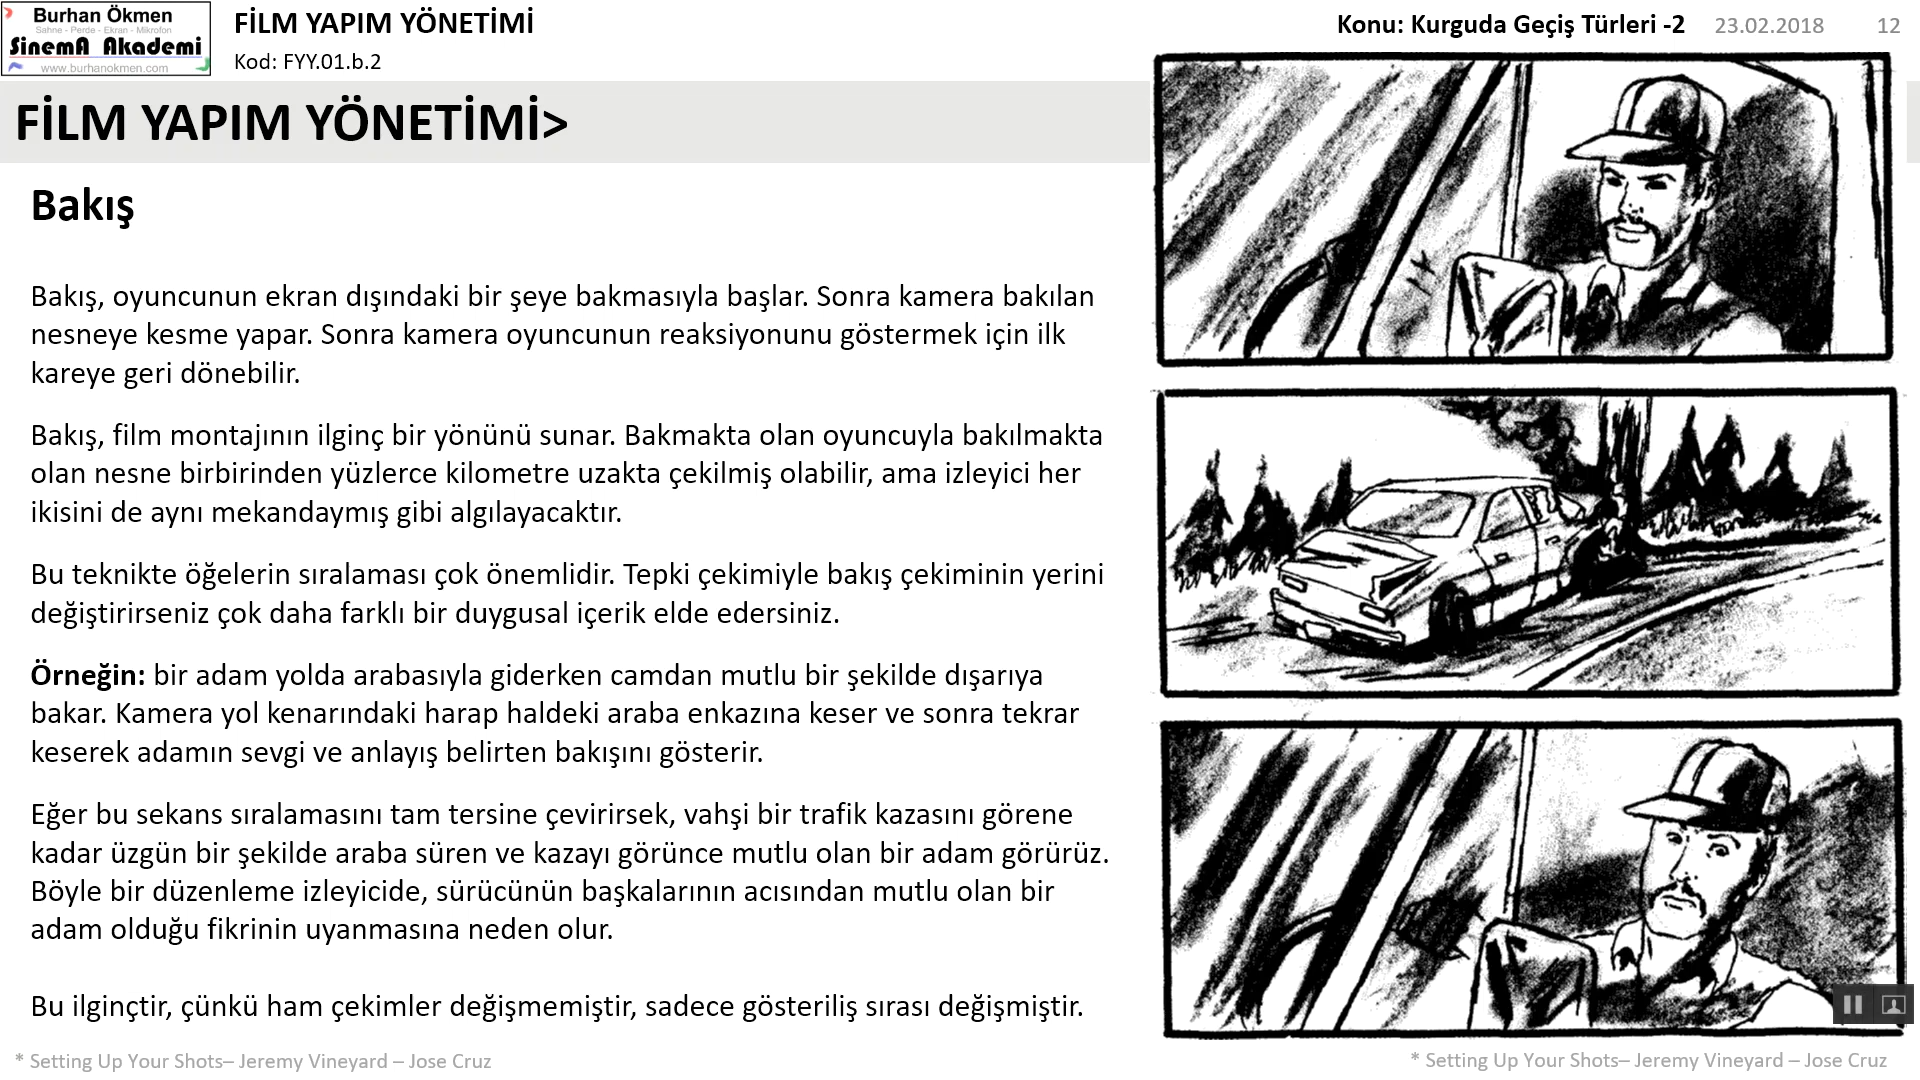 Burhan Ökmen
Sahne - Perde - Ekran - Mikrofon
SinemA Akademi
www.burhanokmen.com
FİLM YAPIM YÖNETİMİ
Kod: FYY.01.b.2
Konu: Kurguda Geçiş Türleri -2
23.02.2018
12
FİLM YAPIM YÖNETİMİ>
Bakış
Bakış, oyuncunun ekran dışındaki bir şeye bakmasıyla başlar. Sonra kamera bakılan
nesneye kesme yapar. Sonra kamera oyuncunun reaksiyonunu göstermek için ilk
kareye geri dönebilir.
Bakış, film montajının ilginç bir yönünü sunar. Bakmakta olan oyuncuyla bakılmakta
olan nesne birbirinden yüzlerce kilometre uzakta çekilmiş olabilir, ama izleyici her
ikisini de aynı mekandaymış gibi algılayacaktır.
Bu teknikte öğelerin sıralaması çok önemlidir. Tepki çekimiyle bakış çekiminin yerini
değiştirirseniz çok daha farklı bir duygusal içerik elde edersiniz.
Örneğin: bir adam yolda arabasıyla giderken camdan mutlu bir şekilde dışarıya
bakar. Kamera yol kenarındaki harap haldeki araba enkazına keser ve sonra tekrar
keserek adamın sevgi ve anlayış belirten bakışını gösterir.
Eğer bu sekans sıralamasını tam tersine çevirirsek, vahşi bir trafik kazasını görene
kadar üzgün bir şekilde araba süren ve kazayı görünce mutlu olan bir adam görürüz.
Böyle bir düzenleme izleyicide, sürücünün başkalarının acısından mutlu olan bir
adam olduğu fikrinin uyanmasına neden olur.
Bu ilginçtir, çünkü ham çekimler değişmemiştir, sadece gösteriliş sırası değişmiştir.
* Setting Up Your Shots– Jeremy Vineyard – Jose Cruz
* Setting Up Your Shots– Jeremy Vineyard – Jose Cruz